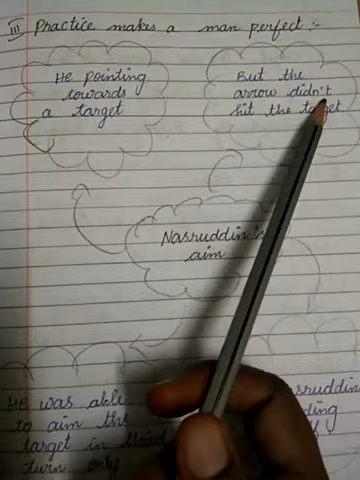 III Practice makes a man perfect :-
He pointing
towards
a target
But the
arrow didn't
hit the target
Nasruddin's
aim
He was able
to aim the
target in third
turn only